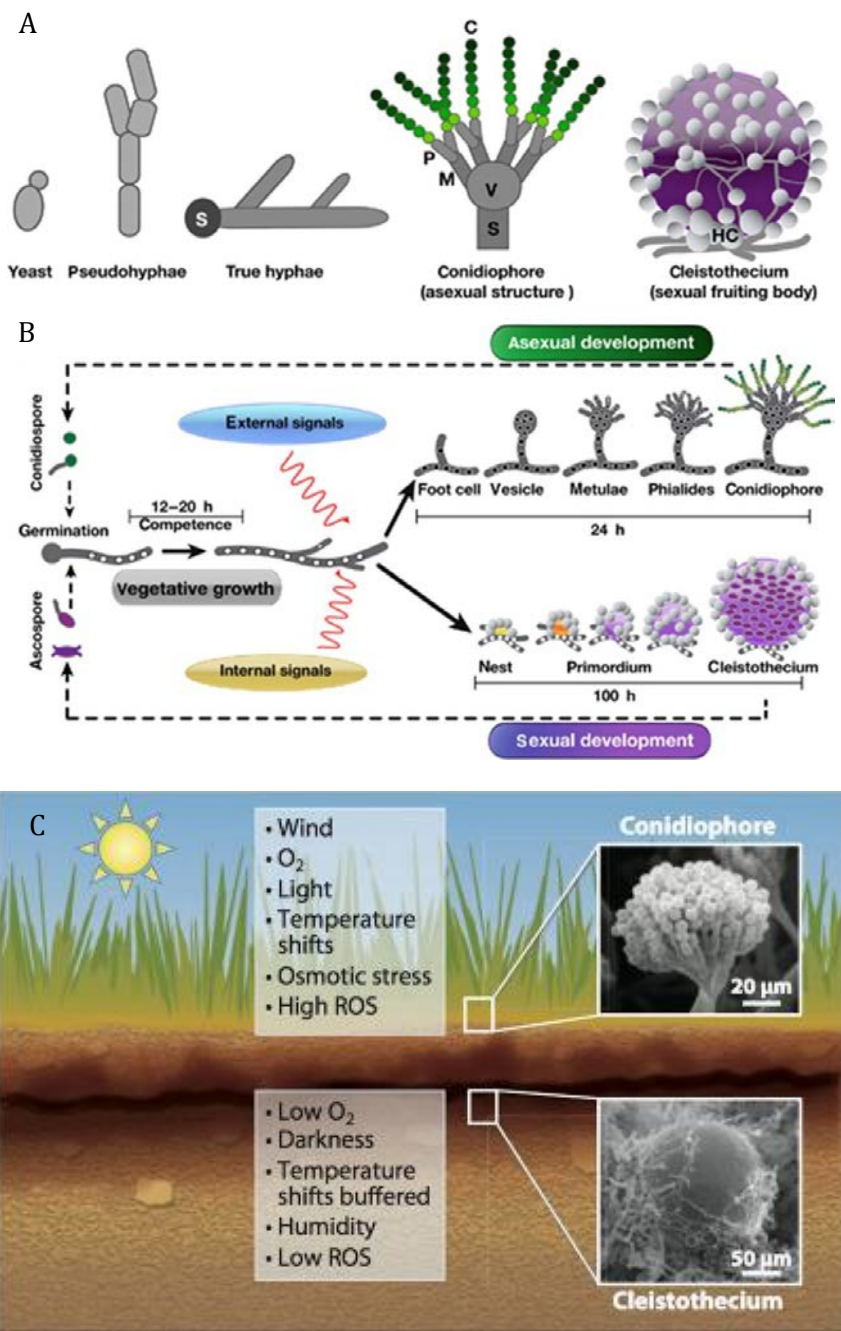 A
C
P
M
V
S
S
HC
Yeast
Pseudohyphae
True hyphae
Conidiophore
(asexual structure )
Cleistothecium
(sexual fruiting body)
B
Asexual development
External signals
Conidiospore
Foot cell
Vesicle
Metulae
Phialides
Conidiophore
12–20 h
Competence
Germination
24 h
Vegetative growth
Ascospore
Internal signals
Nest
Primordium
Cleistothecium
100 h
Sexual development
C
• Wind
• O₂
• Light
• Temperature
shifts
• Osmotic stress
• High ROS
Conidiophore
20 µm
• Low O₂
• Darkness
• Temperature
shifts buffered
• Humidity
• Low ROS
50 µm
Cleistothecium